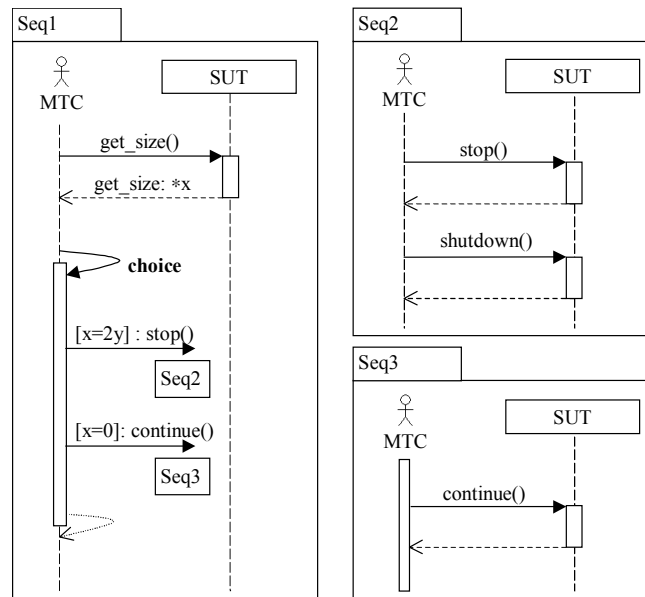 Seq1
SUT
MTC
get_size()
get_size: *x
choice
[x=2y] : stop()
Seq2
[x=0]: continue()
Seq3
Seq2
SUT
MTC
stop()
shutdown()
Seq3
SUT
MTC
continue()